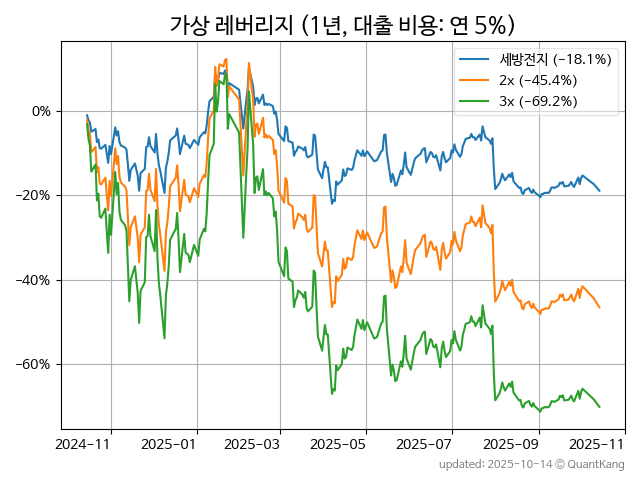 가상 레버리지 (1년, 대출 비용: 연 5%)
세방전지 (−18.1%)
2x (−45.4%)
3x (−69.2%)
0%
−20%
−40%
−60%
2024−11 2025−01 2025−03 2025−05 2025−07 2025−09 2025−11
updated: 2025-10-14 © QuantKang